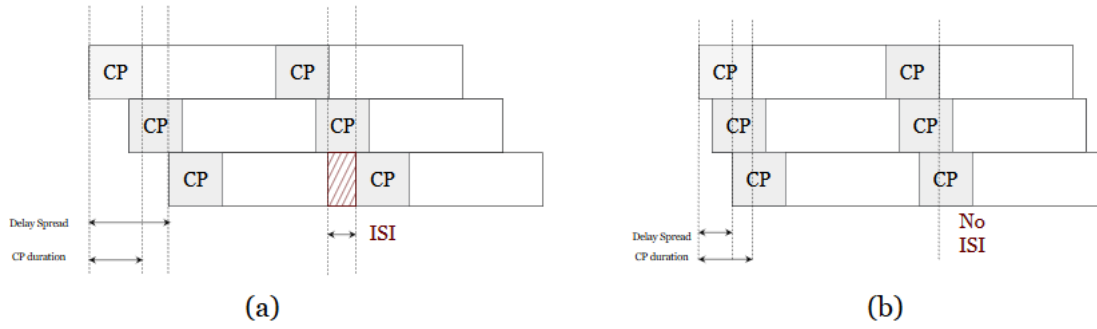 CP CP
CP CP
CP CP
Delay Spread
CP duration
ISI
(a)
CP CP
CP CP
CP CP
Delay Spread
CP duration
No
ISI
(b)